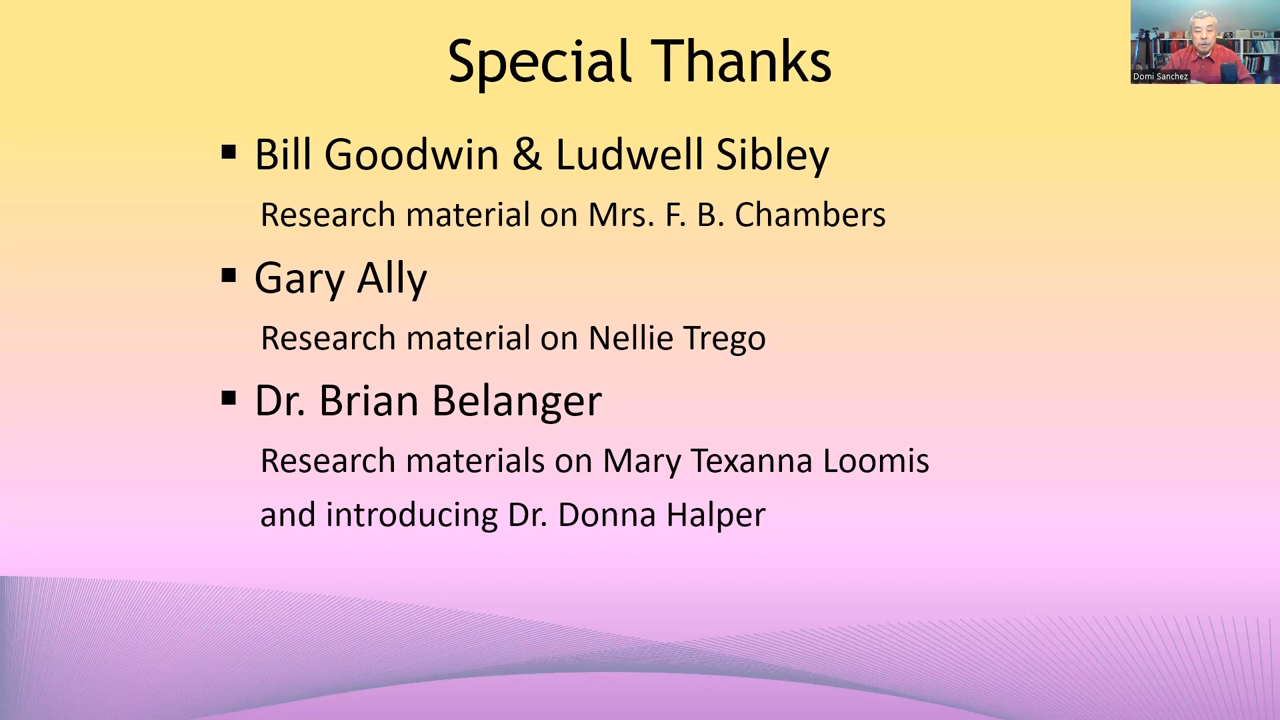 Special Thanks
Domi Sanchez
▪ Bill Goodwin & Ludwell Sibley
Research material on Mrs. F. B. Chambers
▪ Gary Ally
Research material on Nellie Trego
▪ Dr. Brian Belanger
Research materials on Mary Texanna Loomis
and introducing Dr. Donna Halper